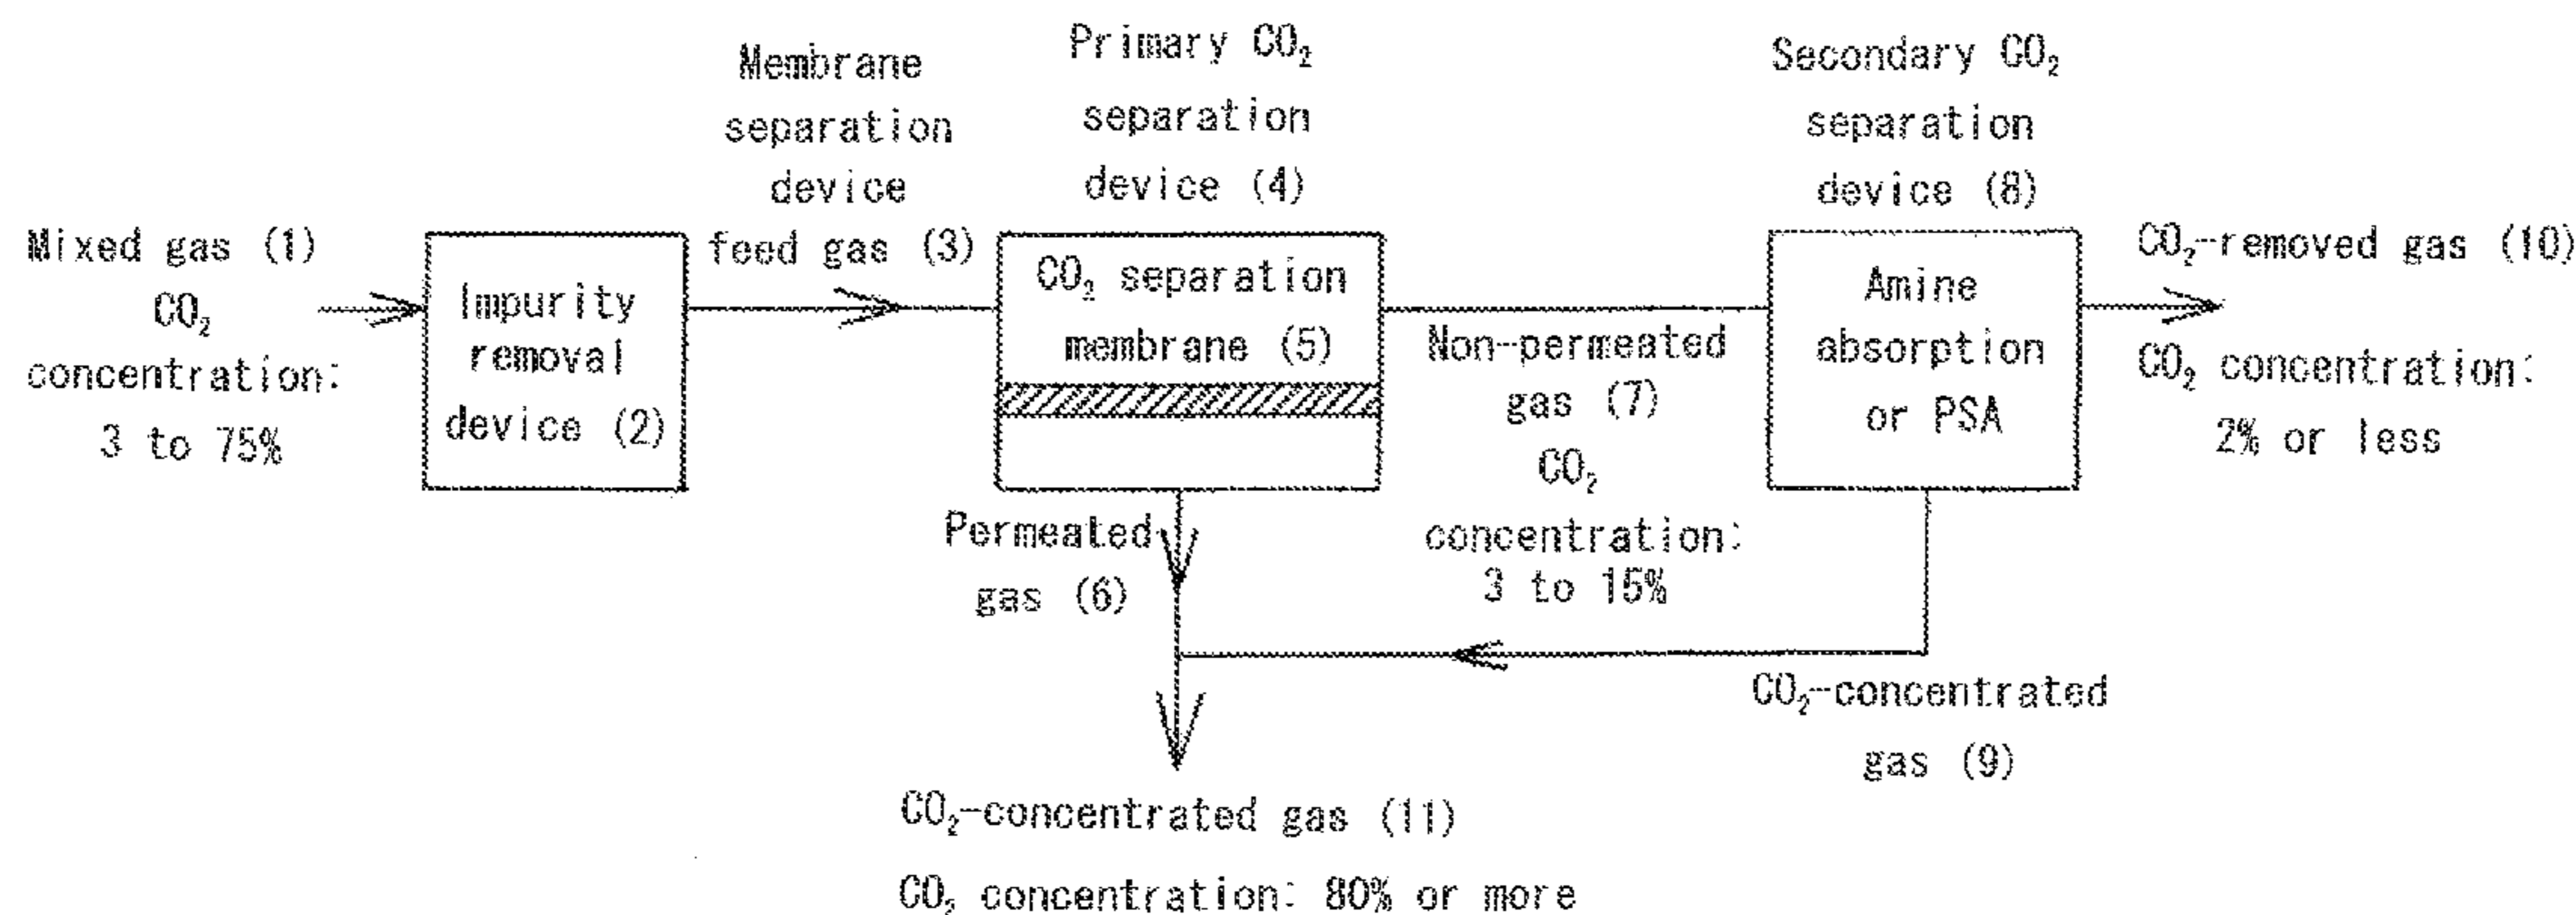 Mixed gas (1)
CO₂
concentration:
3 to 75%
Impurity
removal
device (2)
Membrane
separation
device
feed gas (3)
Primary CO₂
separation
device (4)
CO₂ separation
membrane (5)
Permeated
gas (6)
Non-permeated
gas (7)
CO₂
concentration:
3 to 15%
Secondary CO₂
separation
device (8)
Amine
absorption
or PSA
CO₂-removed gas (10)
CO₂ concentration:
2% or less
CO₂-concentrated
gas (9)
CO₂-concentrated gas (11)
CO₂ concentration: 80% or more